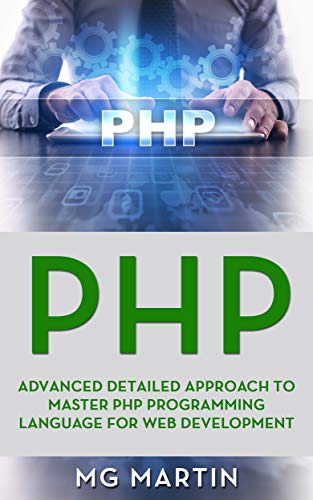 PHP
PHP
ADVANCED DETAILED APPROACH TO
MASTER PHP PROGRAMMING
LANGUAGE FOR WEB DEVELOPMENT
MG MARTIN